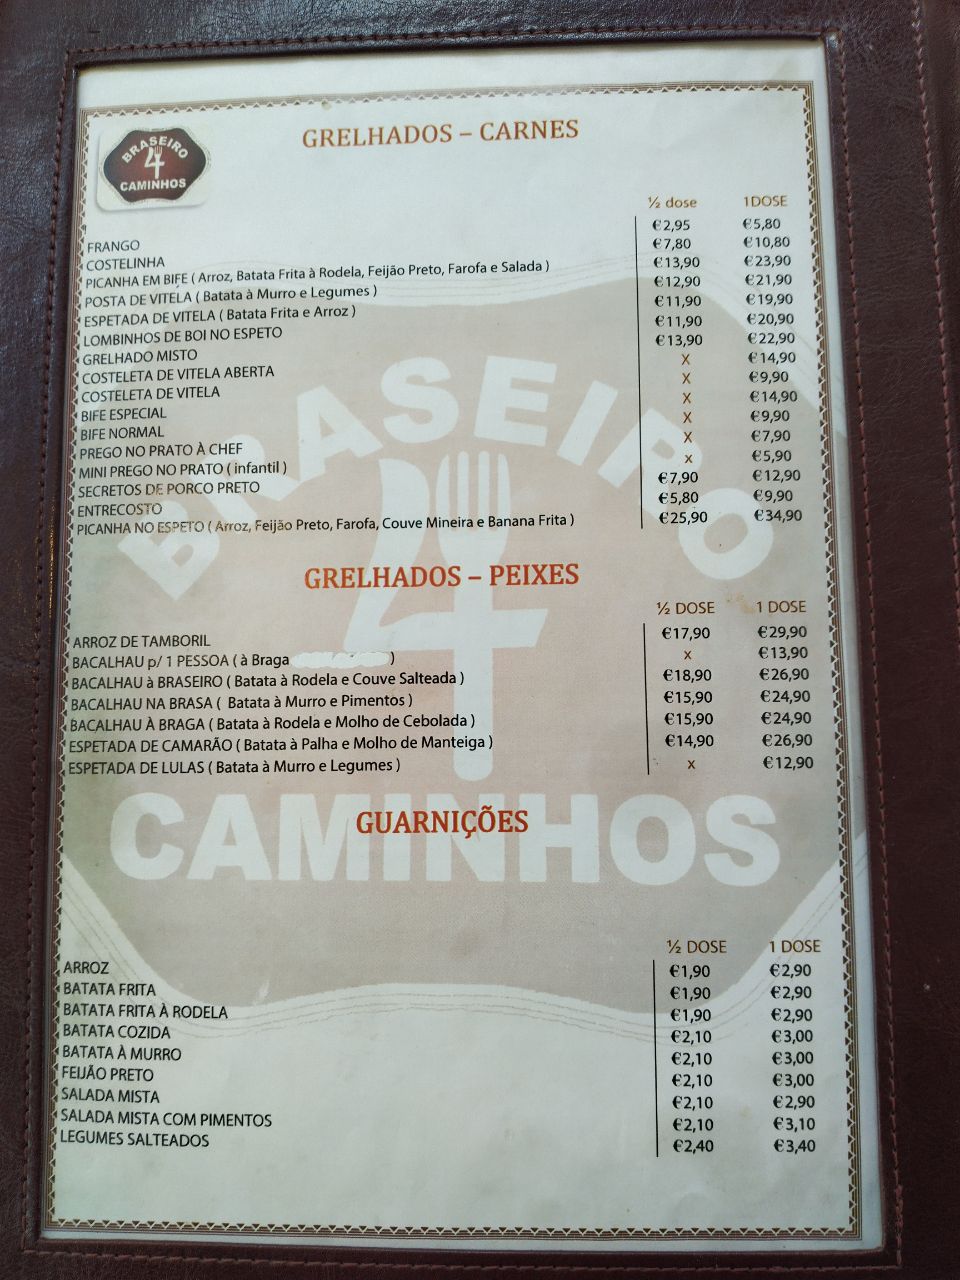 BRASEIRO
4
CAMINHOS
GRELHADOS – CARNES
½ dose 1DOSE
FRANGO €2,95 €5,80
COSTELINHA €7,80 €10,80
PICANHA EM BIFE ( Arroz, Batata Frita à Rodela, Feijão Preto, Farofa e Salada ) €13,90 €23,90
POSTA DE VITELA ( Batata à Murro e Legumes ) €12,90 €21,90
ESPETADA DE VITELA ( Batata Frita e Arroz ) €11,90 €19,90
LOMBINHOS DE BOI NO ESPETO €11,90 €20,90
GRELHADO MISTO €13,90 €22,90
COSTELETA DE VITELA ABERTA X €14,90
COSTELETA DE VITELA X €9,90
BIFE ESPECIAL X €14,90
BIFE NORMAL X €9,90
PREGO NO PRATO À CHEF X €7,90
MINI PREGO NO PRATO ( infantil ) x €5,90
SECRETOS DE PORCO PRETO €7,90 €12,90
ENTRECOSTO €5,80 €9,90
PICANHA NO ESPETO ( Arroz, Feijão Preto, Farofa, Couve Mineira e Banana Frita ) €25,90 €34,90
GRELHADOS – PEIXES
½ DOSE 1 DOSE
ARROZ DE TAMBORIL €17,90 €29,90
BACALHAU p/ 1 PESSOA ( à Braga ) x €13,90
BACALHAU à BRASEIRO ( Batata à Rodela e Couve Salteada ) €18,90 €26,90
BACALHAU NA BRASA ( Batata à Murro e Pimentos ) €15,90 €24,90
BACALHAU À BRAGA ( Batata à Rodela e Molho de Cebolada ) €15,90 €24,90
ESPETADA DE CAMARÃO ( Batata à Palha e Molho de Manteiga ) €14,90 €26,90
ESPETADA DE LULAS ( Batata à Murro e Legumes ) x €12,90
GUARNIÇÕES
½ DOSE 1 DOSE
ARROZ €1,90 €2,90
BATATA FRITA €1,90 €2,90
BATATA FRITA À RODELA €1,90 €2,90
BATATA COZIDA €2,10 €3,00
BATATA À MURRO €2,10 €3,00
FEIJÃO PRETO €2,10 €3,00
SALADA MISTA €2,10 €2,90
SALADA MISTA COM PIMENTOS €2,10 €3,10
LEGUMES SALTEADOS €2,40 €3,40
BRASEIRO
4
CAMINHOS